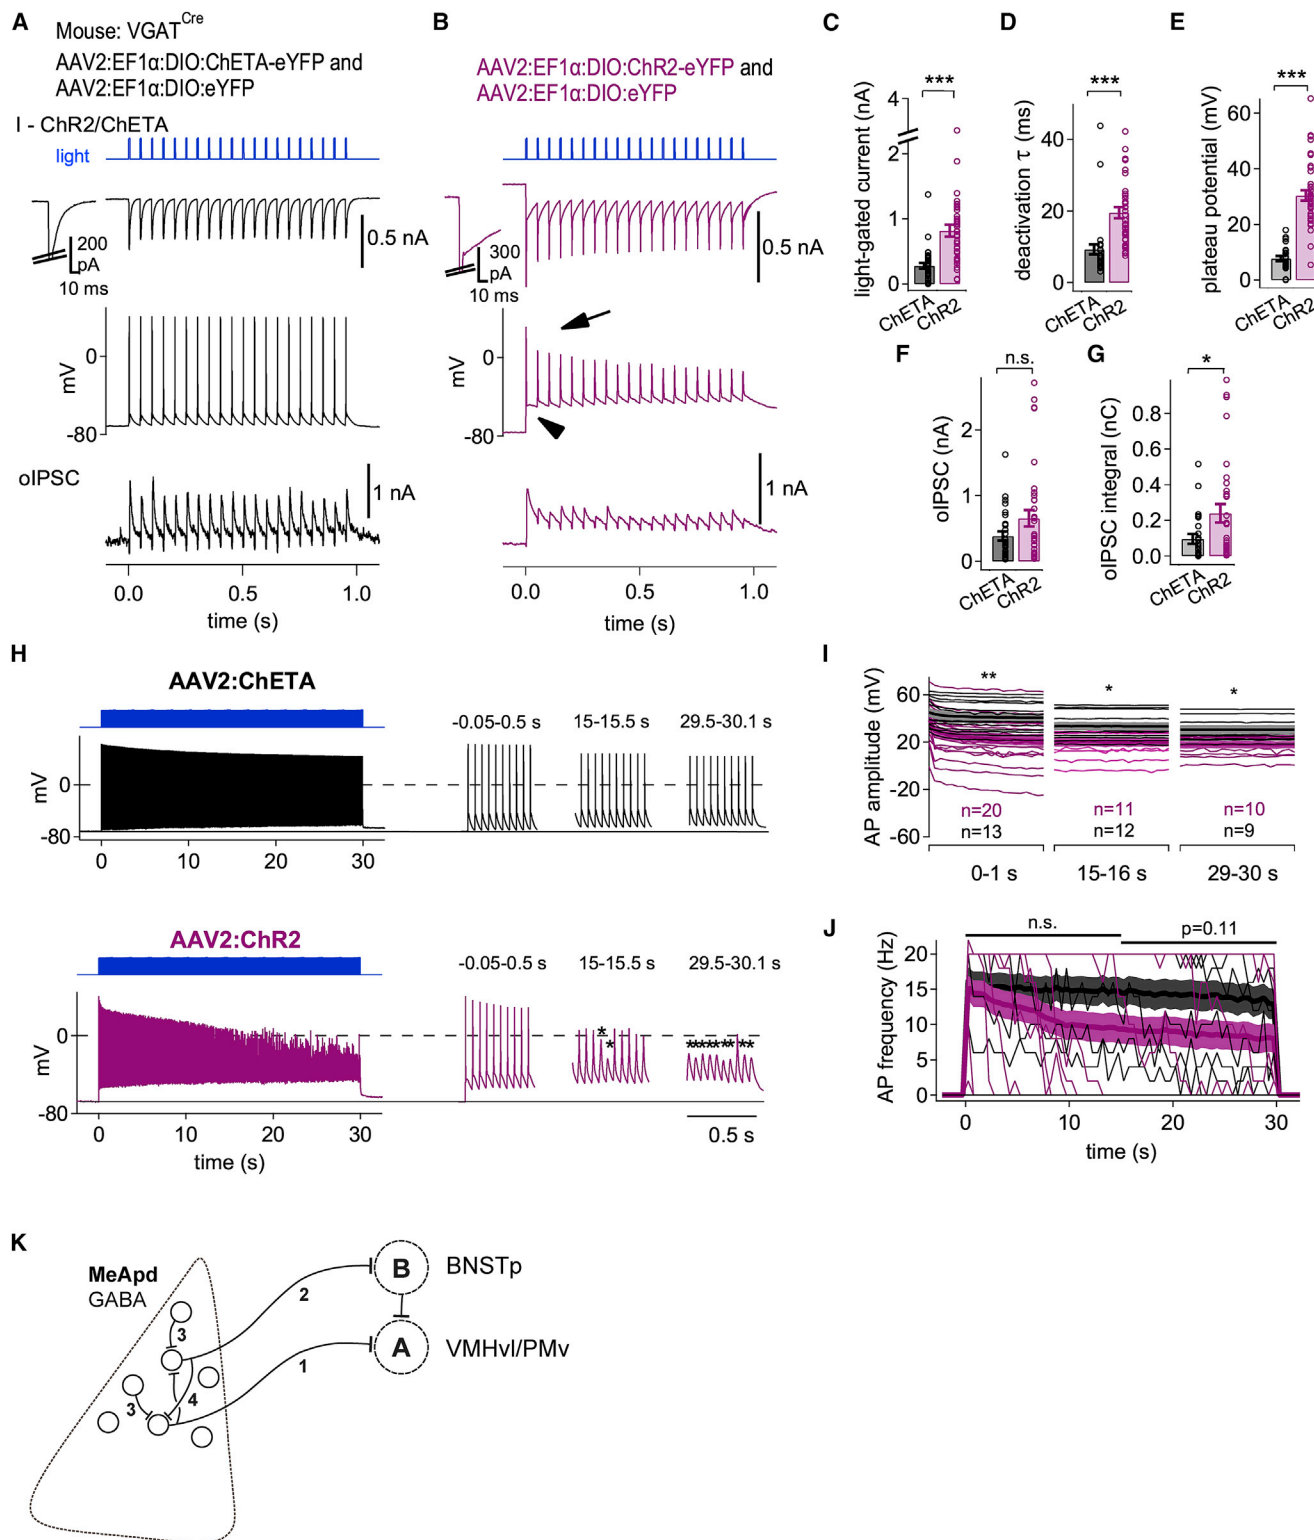 A
Mouse: VGAT^Cre
AAV2:EF1α:DIO:ChETA-eYFP and
AAV2:EF1α:DIO:eYFP
I - ChR2/ChETA
light
200
pA
10 ms
0.5 nA
mV
0
-80
oIPSC
1 nA
0.0
0.5
1.0
time (s)
B
AAV2:EF1α:DIO:ChR2-eYFP and
AAV2:EF1α:DIO:eYFP
300
pA
10 ms
0.5 nA
mV
0
-80
1 nA
0.0
0.5
1.0
time (s)
C
***
light-gated current (nA)
4
2
1
0
ChETA
ChR2
D
***
deactivation τ (ms)
40
20
0
ChETA
ChR2
E
***
plateau potential (mV)
60
40
20
0
ChETA
ChR2
F
n.s.
oIPSC (nA)
2
1
0
ChETA
ChR2
G
*
oIPSC integral (nC)
0.8
0.6
0.4
0.2
0.0
ChETA
ChR2
H
AAV2:ChETA
-0.05-0.5 s
15-15.5 s
29.5-30.1 s
mV
0
-80
0
10
20
30
AAV2:ChR2
-0.05-0.5 s
15-15.5 s
29.5-30.1 s
mV
0
-80
*
*
********
0.5 s
0
10
20
30
time (s)
I
AP amplitude (mV)
60
20
-20
-60
**
*
*
n=20
n=11
n=10
n=13
n=12
n=9
0-1 s
15-16 s
29-30 s
J
n.s.
p=0.11
AP frequency (Hz)
20
15
10
5
0
0
10
20
30
time (s)
K
MeApd
GABA
3
3
4
2
1
B
BNSTp
A
VMHvl/PMv